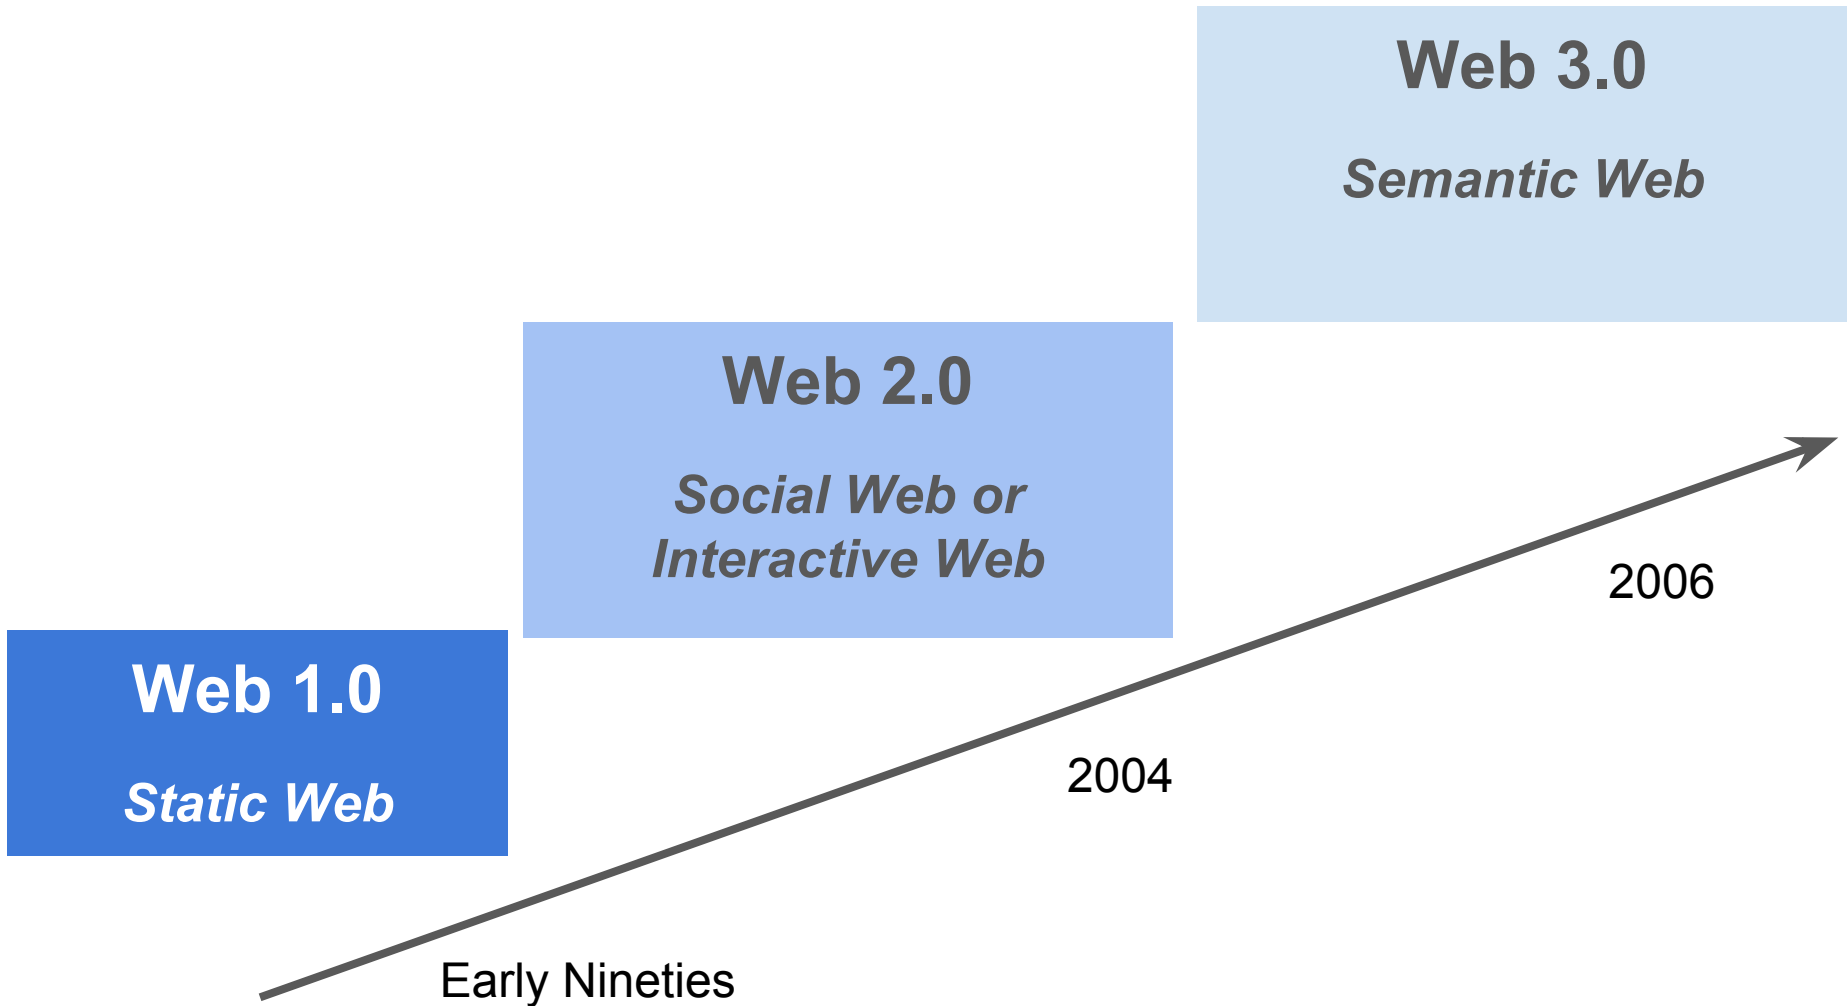 Web 3.0
Semantic Web
Web 2.0
Social Web or
Interactive Web
2006
Web 1.0
Static Web
2004
Early Nineties